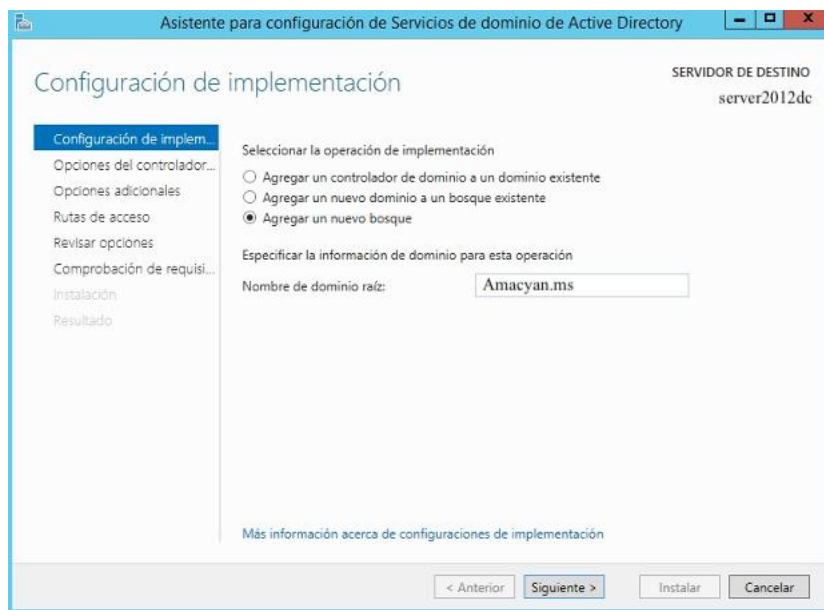 Asistente para configuración de Servicios de dominio de Active Directory
Configuración de implementación
SERVIDOR DE DESTINO
server2012dc
Configuración de implem...
Opciones del controlador...
Opciones adicionales
Rutas de acceso
Revisar opciones
Comprobación de requisi...
Instalación
Resultado
Seleccionar la operación de implementación
Agregar un controlador de dominio a un dominio existente
Agregar un nuevo dominio a un bosque existente
Agregar un nuevo bosque
Especificar la información de dominio para esta operación
Nombre de dominio raíz: Amacyan.ms
Más información acerca de configuraciones de implementación
< Anterior Siguiente > Instalar Cancelar